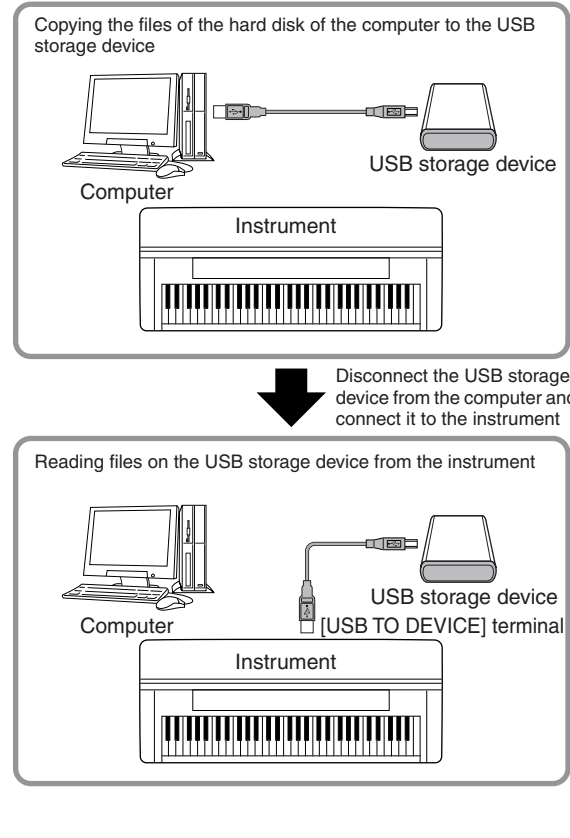 Copying the files of the hard disk of the computer to the USB
storage device
USB storage device
Computer
Instrument
Disconnect the USB storage
device from the computer and
connect it to the instrument
Reading files on the USB storage device from the instrument
USB storage device
Computer
[USB TO DEVICE] terminal
Instrument